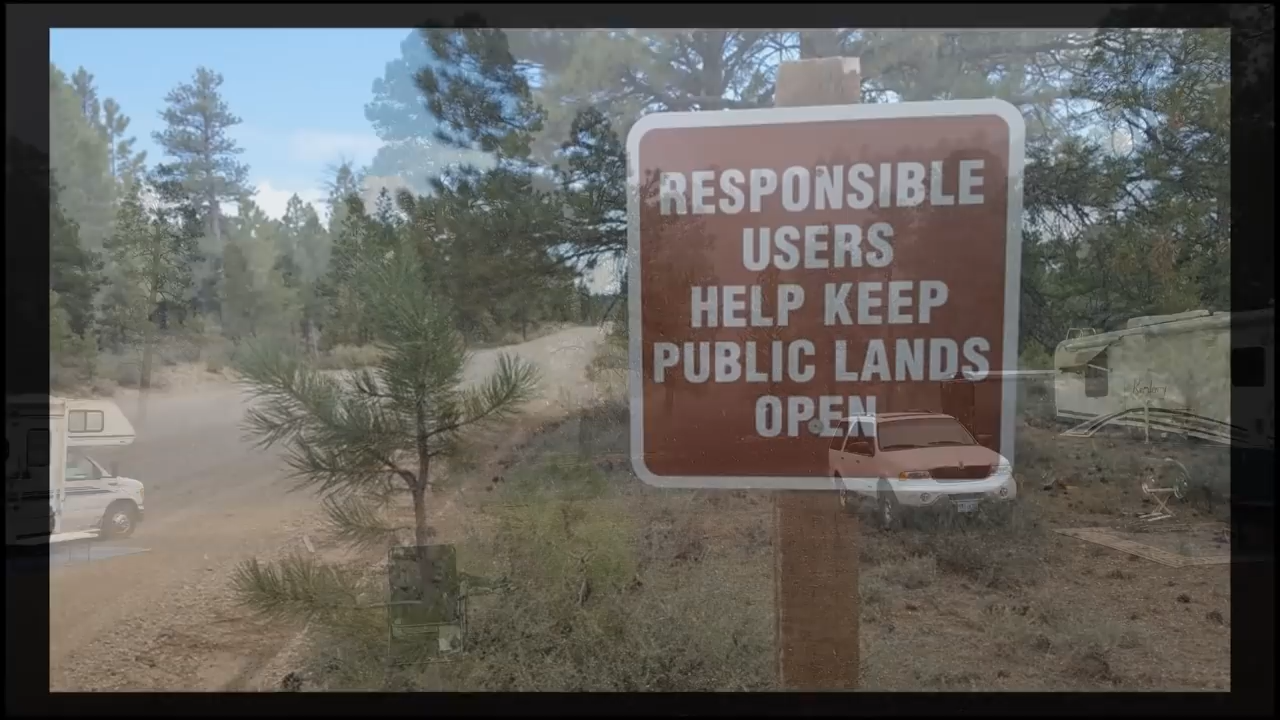 RESPONSIBLE
USERS
HELP KEEP
PUBLIC LANDS
OPEN